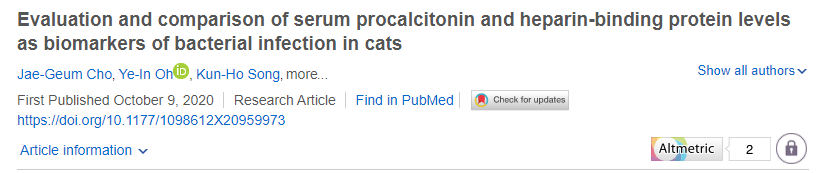 Evaluation and comparison of serum procalcitonin and heparin-binding protein levels
as biomarkers of bacterial infection in cats
Jae-Geum Cho, Ye-In Oh iD, Kun-Ho Song, more...
Show all authors
First Published October 9, 2020 | Research Article | Find in PubMed | Check for updates
https://doi.org/10.1177/1098612X20959973
Article information
Altmetric 2